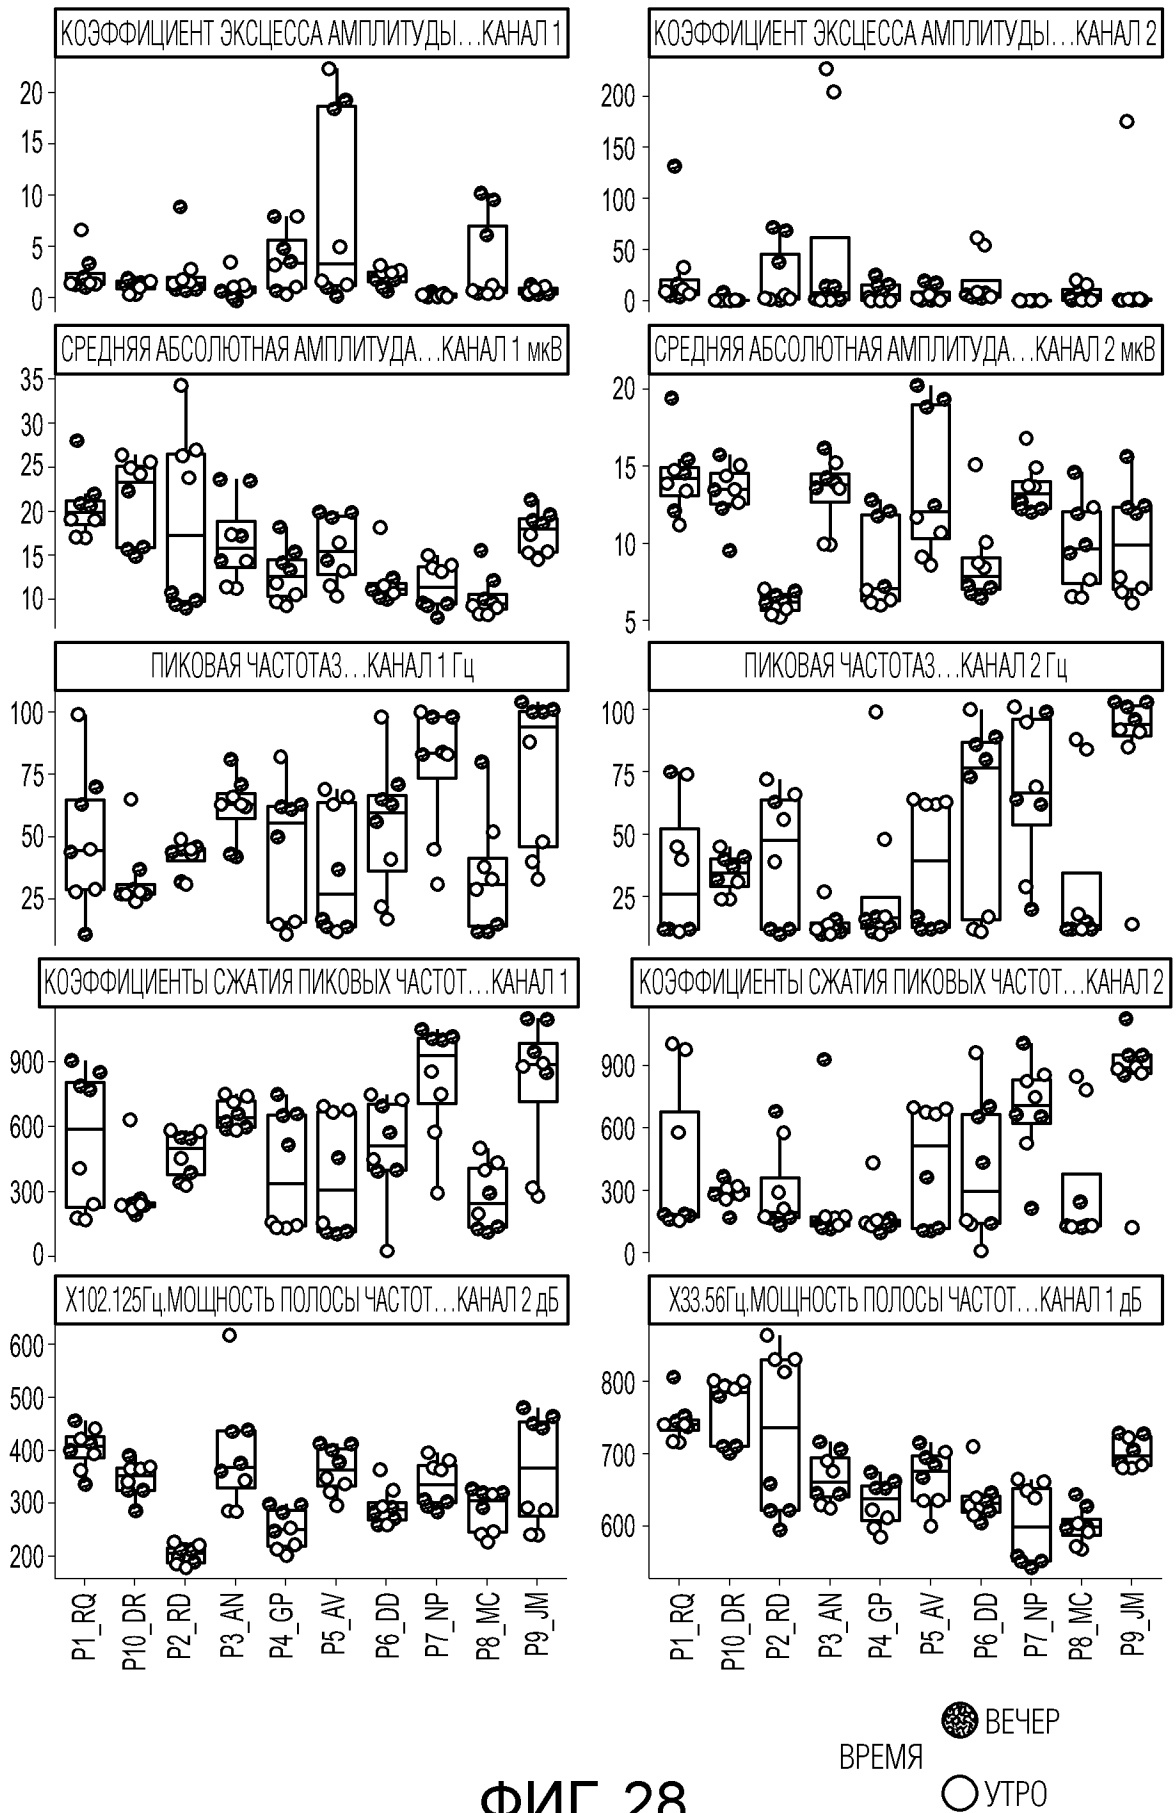 КОЭФФИЦИЕНТ ЭКСЦЕССА АМПЛИТУДЫ...КАНАЛ 1
КОЭФФИЦИЕНТ ЭКСЦЕССА АМПЛИТУДЫ...КАНАЛ 2
20
15
10
5
0
200
150
100
50
0
СРЕДНЯЯ АБСОЛЮТНАЯ АМПЛИТУДА...КАНАЛ 1 мкВ
СРЕДНЯЯ АБСОЛЮТНАЯ АМПЛИТУДА...КАНАЛ 2 мкВ
35
30
25
20
15
10
20
15
10
5
ПИКОВАЯ ЧАСТОТА3...КАНАЛ 1 Гц
ПИКОВАЯ ЧАСТОТА3...КАНАЛ 2 Гц
100
75
50
25
100
75
50
25
КОЭФФИЦИЕНТЫ СЖАТИЯ ПИКОВЫХ ЧАСТОТ...КАНАЛ 1
КОЭФФИЦИЕНТЫ СЖАТИЯ ПИКОВЫХ ЧАСТОТ...КАНАЛ 2
900
600
300
0
900
600
300
0
X102.125Гц.МОЩНОСТЬ ПОЛОСЫ ЧАСТОТ...КАНАЛ 2 дБ
X33.56Гц.МОЩНОСТЬ ПОЛОСЫ ЧАСТОТ...КАНАЛ 1 дБ
600
500
400
300
200
800
700
600
P1_RQ
P10_DR
P2_RD
P3_AN
P4_GP
P5_AV
P6_DD
P7_NP
P8_MC
P9_JM
P1_RQ
P10_DR
P2_RD
P3_AN
P4_GP
P5_AV
P6_DD
P7_NP
P8_MC
P9_JM
ВРЕМЯ
ВЕЧЕР
УТРО
ФИГ. 28